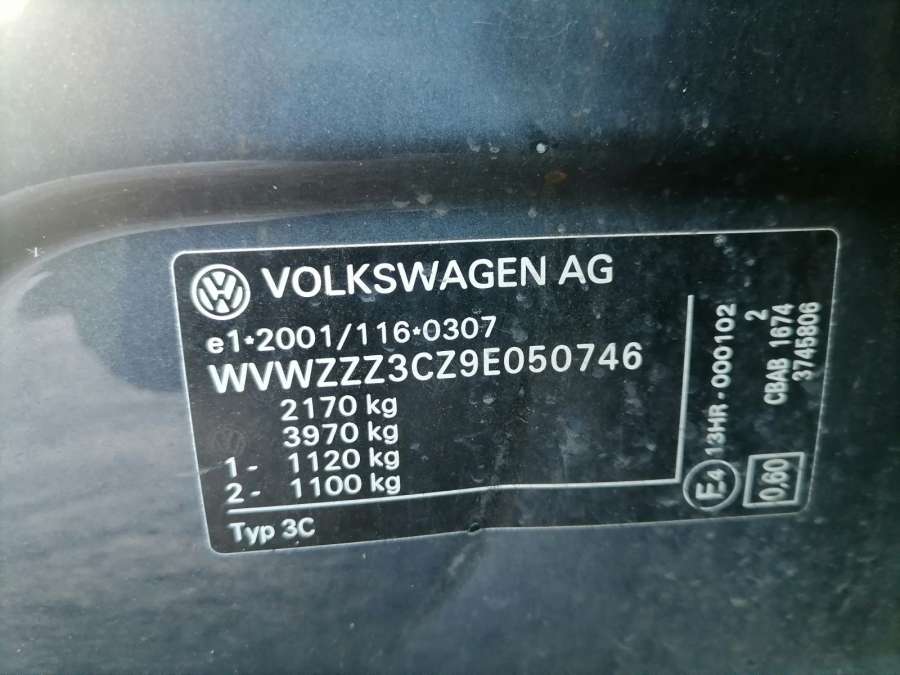 VOLKSWAGEN AG
e1*2001/116*0307
WVWZZZ3CZ9E050746
2170 kg
3970 kg
1- 1120 kg
2- 1100 kg
Typ 3C
E4 13HR-000102
2
CBAB 1674
3745806
0,60